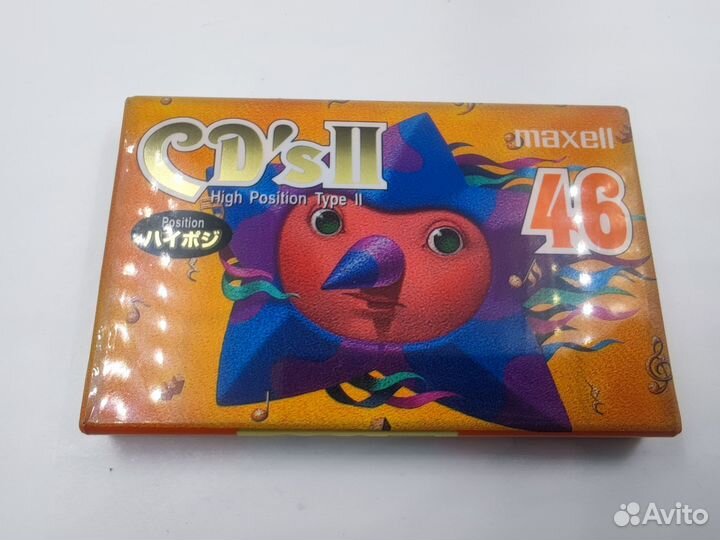 CD'sII
maxell
High Position Type II
46
Position
ハイポジ
Avito